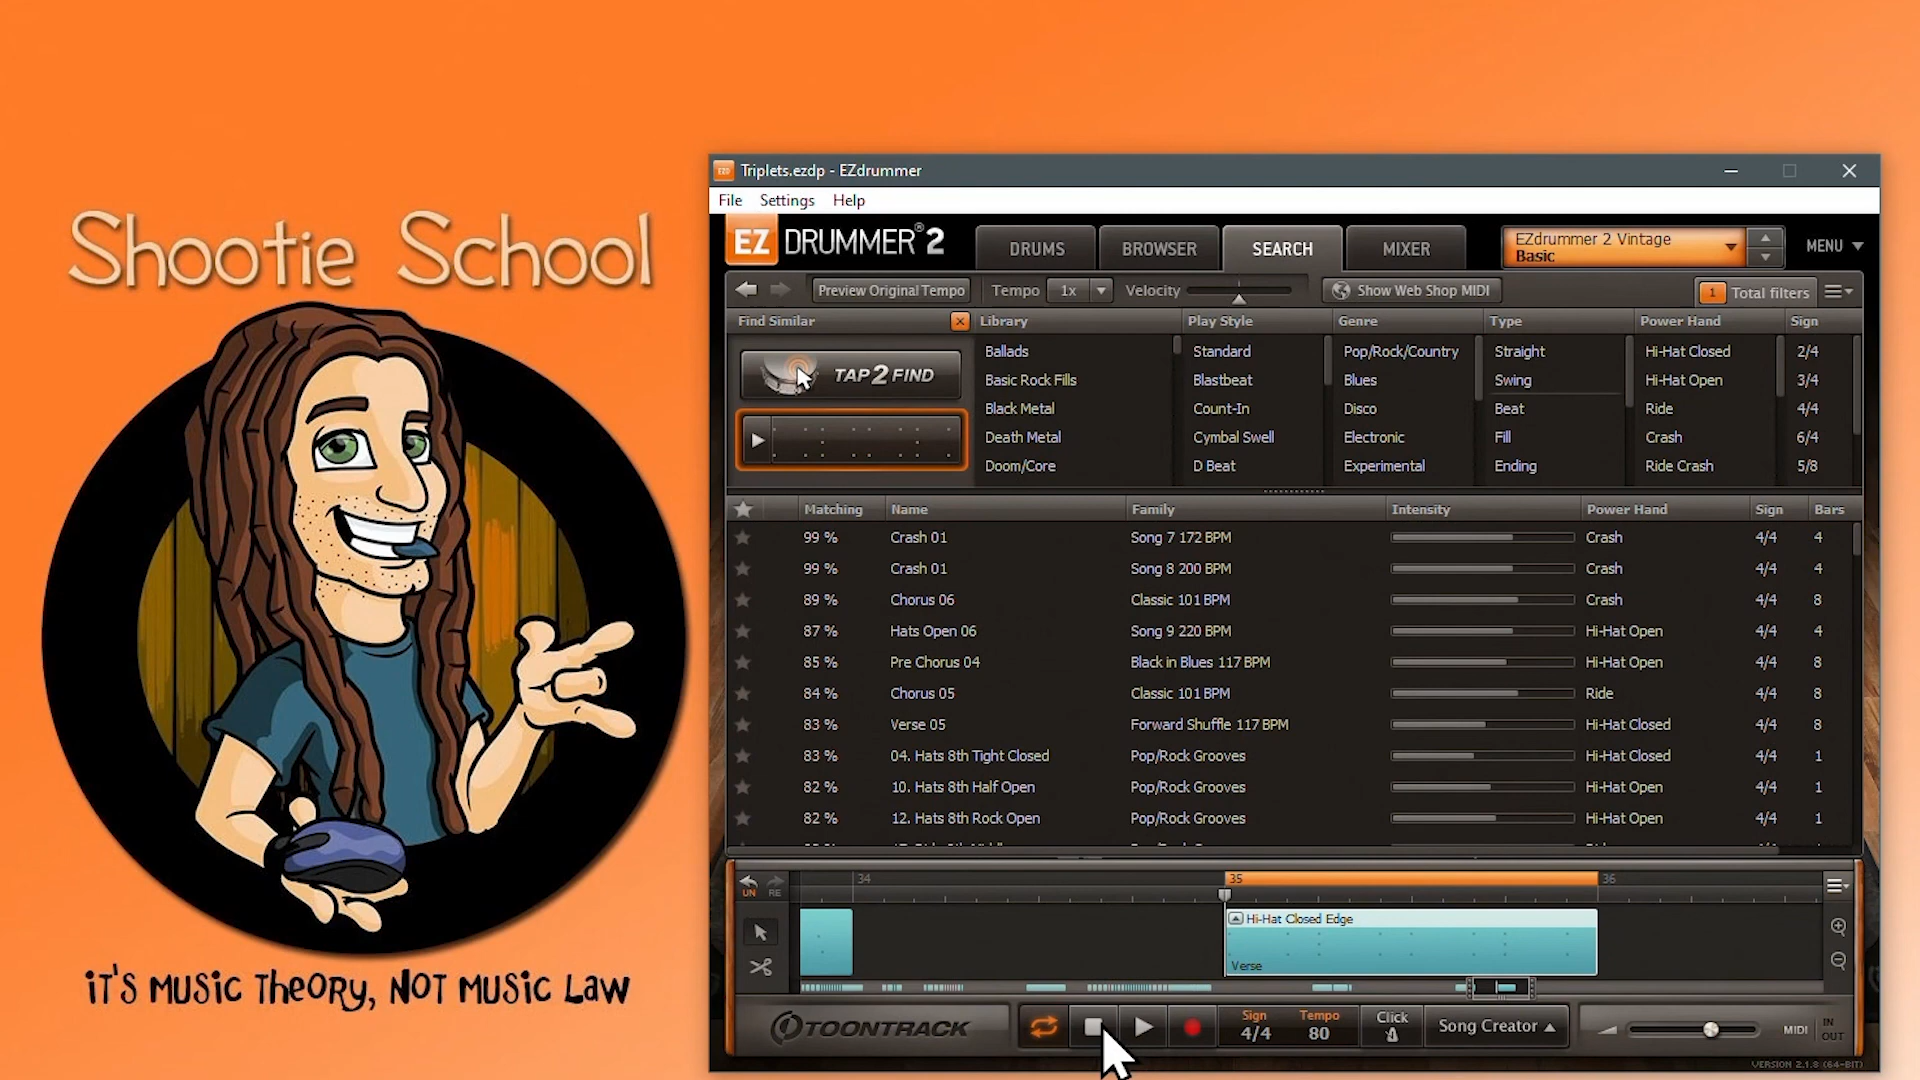 Shootie School
it's music theory, not music law
EZD Triplets.ezdp - EZdrummer
File Settings Help
EZ DRUMMER® 2
DRUMS BROWSER SEARCH MIXER
EZdrummer 2 Vintage
Basic
MENU
Preview Original Tempo Tempo 1x Velocity Show Web Shop MIDI 1 Total filters
Find Similar Library Play Style Genre Type Power Hand Sign
TAP2FIND
Ballads Standard Pop/Rock/Country Straight Hi-Hat Closed 2/4
Basic Rock Fills Blastbeat Blues Swing Hi-Hat Open 3/4
Black Metal Count-In Disco Beat Ride 4/4
Death Metal Cymbal Swell Electronic Fill Crash 6/4
Doom/Core D Beat Experimental Ending Ride Crash 5/8
Matching Name Family Intensity Power Hand Sign Bars
99 % Crash 01 Song 7 172 BPM Crash 4/4 4
99 % Crash 01 Song 8 200 BPM Crash 4/4 4
89 % Chorus 06 Classic 101 BPM Crash 4/4 8
87 % Hats Open 06 Song 9 220 BPM Hi-Hat Open 4/4 4
85 % Pre Chorus 04 Black in Blues 117 BPM Hi-Hat Open 4/4 8
84 % Chorus 05 Classic 101 BPM Ride 4/4 8
83 % Verse 05 Forward Shuffle 117 BPM Hi-Hat Closed 4/4 8
83 % 04. Hats 8th Tight Closed Pop/Rock Grooves Hi-Hat Closed 4/4 1
82 % 10. Hats 8th Half Open Pop/Rock Grooves Hi-Hat Open 4/4 1
82 % 12. Hats 8th Rock Open Pop/Rock Grooves Hi-Hat Open 4/4 1
UN RE 34 35 36
Hi-Hat Closed Edge
Verse
TOONTRACK
Sign Tempo Click
4/4 80
Song Creator
MIDI IN
OUT
VERSION 2.1.8 (64-BIT)